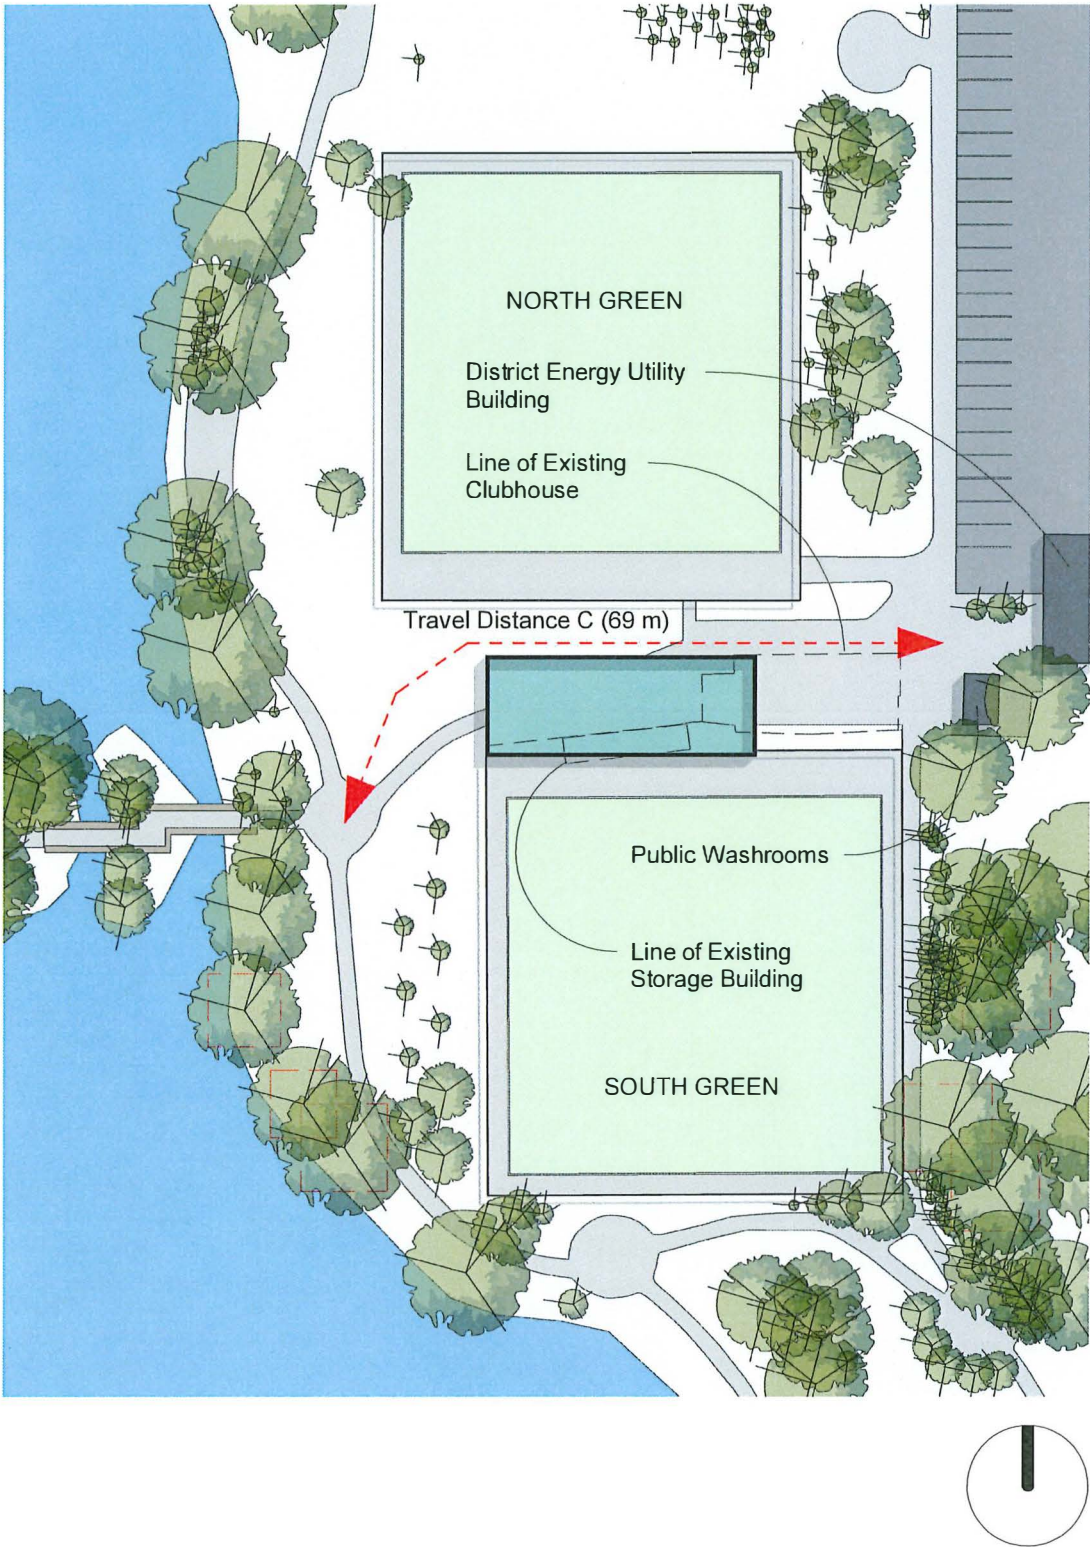 NORTH GREEN
District Energy Utility
Building
Line of Existing
Clubhouse
Travel Distance C (69 m)
Public Washrooms
Line of Existing
Storage Building
SOUTH GREEN